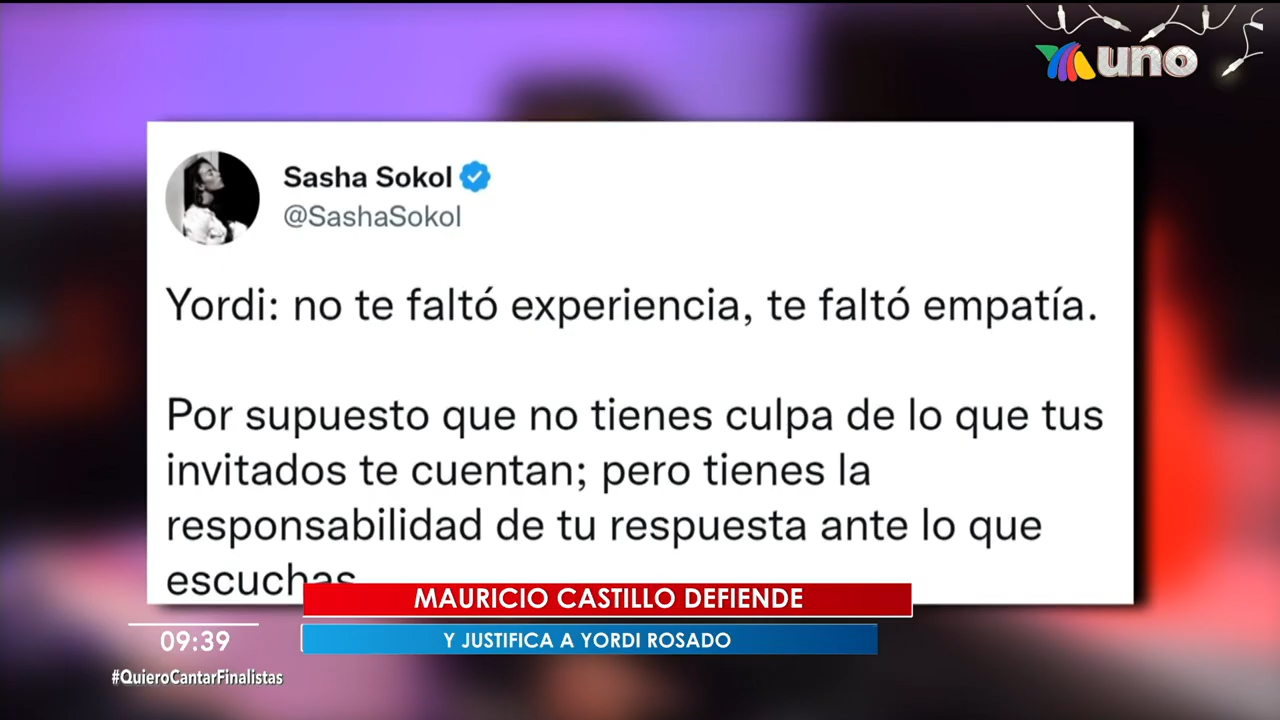 uno
Sasha Sokol
@SashaSokol
Yordi: no te faltó experiencia, te faltó empatía.
Por supuesto que no tienes culpa de lo que tus
invitados te cuentan; pero tienes la
responsabilidad de tu respuesta ante lo que
escuchas
MAURICIO CASTILLO DEFIENDE
09:39
Y JUSTIFICA A YORDI ROSADO
#QuieroCantarFinalistas